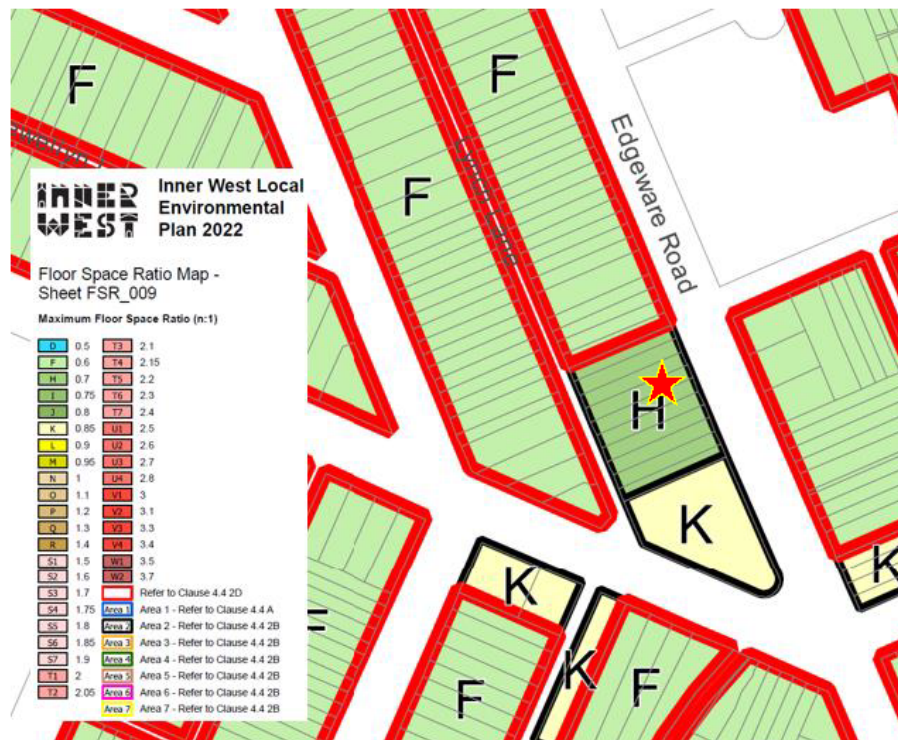 F
F
F
Lane
Edgeware Road
INNER
WEST
Inner West Local
Environmental
Plan 2022
Floor Space Ratio Map -
Sheet FSR_009
Maximum Floor Space Ratio (n:1)
D 0.5 T3 2.1
F 0.6 T4 2.15
H 0.7 T5 2.2
I 0.75 T6 2.3
J 0.8 T7 2.4
K 0.85 U1 2.5
L 0.9 U2 2.6
M 0.95 U3 2.7
N 1 U4 2.8
O 1.1 V1 3
P 1.2 V2 3.1
Q 1.3 V3 3.3
R 1.4 V4 3.4
S1 1.5 W1 3.5
S2 1.6 W2 3.7
S3 1.7 Refer to Clause 4.4 2D
S4 1.75 Area 1 Area 1 - Refer to Clause 4.4 A
S5 1.8 Area 2 Area 2 - Refer to Clause 4.4 2B
S6 1.85 Area 3 Area 3 - Refer to Clause 4.4 2B
S7 1.9 Area 4 Area 4 - Refer to Clause 4.4 2B
T1 2 Area 5 Area 5 - Refer to Clause 4.4 2B
T2 2.05 Area 6 Area 6 - Refer to Clause 4.4 2B
Area 7 Area 7 - Refer to Clause 4.4 2B
H
K
K
K
K
F
F
F